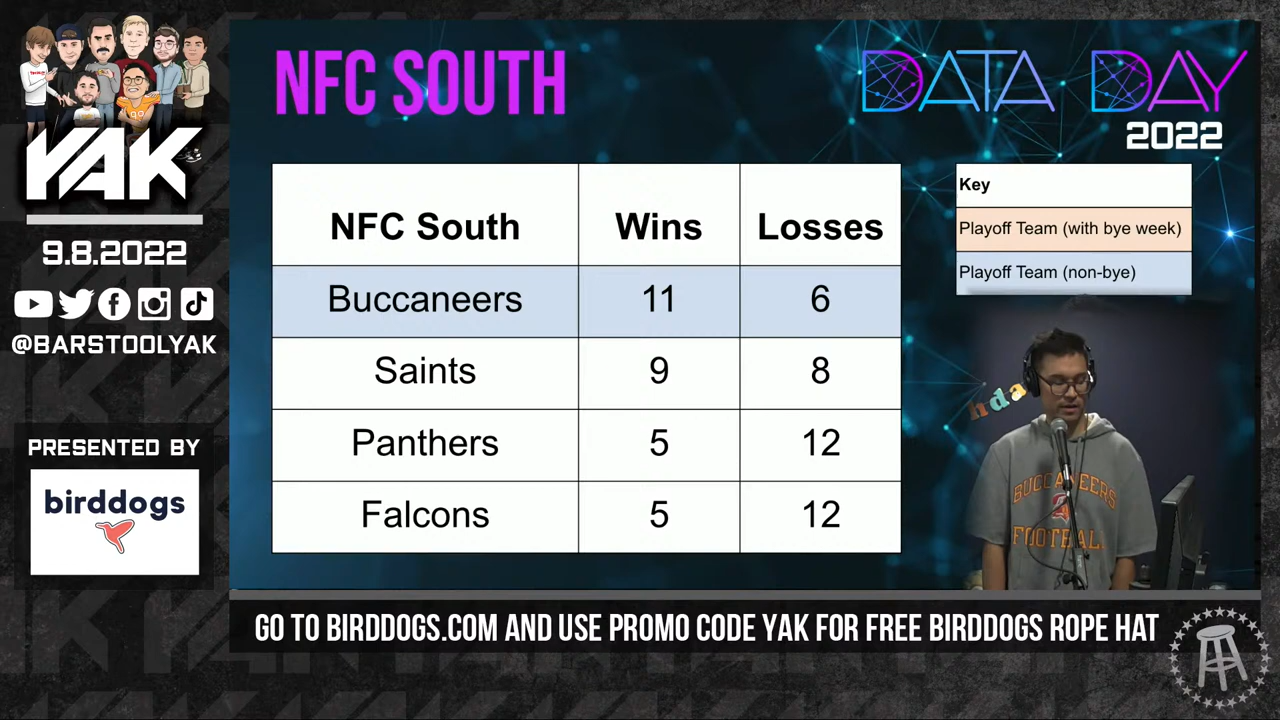 YAK
9.8.2022
@BARSTOOLYAK
PRESENTED BY
birddogs
NFC SOUTH
DATA DAY
2022
NFC South Wins Losses
Buccaneers 11 6
Saints 9 8
Panthers 5 12
Falcons 5 12
Key
Playoff Team (with bye week)
Playoff Team (non-bye)
hda
BUCCANEERS
FOOTBALL
GO TO BIRDDOGS.COM AND USE PROMO CODE YAK FOR FREE BIRDDOGS ROPE HAT